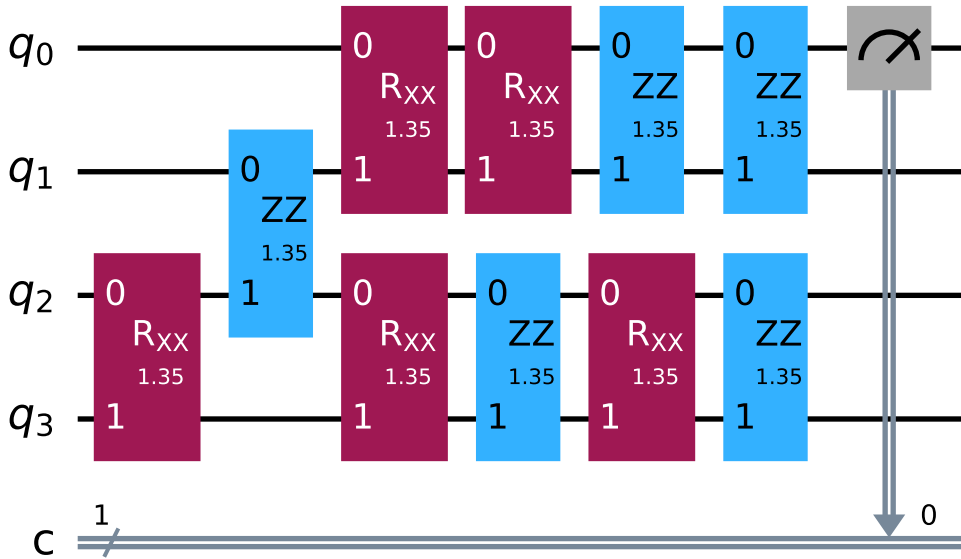 q0 0 0 0 0
RXX RXX ZZ ZZ
1.35 1.35 1.35 1.35
q1 0 1 1 1 1
ZZ
1.35
q2 0 1 0 0 0 0
RXX RXX ZZ RXX ZZ
1.35 1.35 1.35 1.35 1.35
q3 1 1 1 1 1
1 0
c